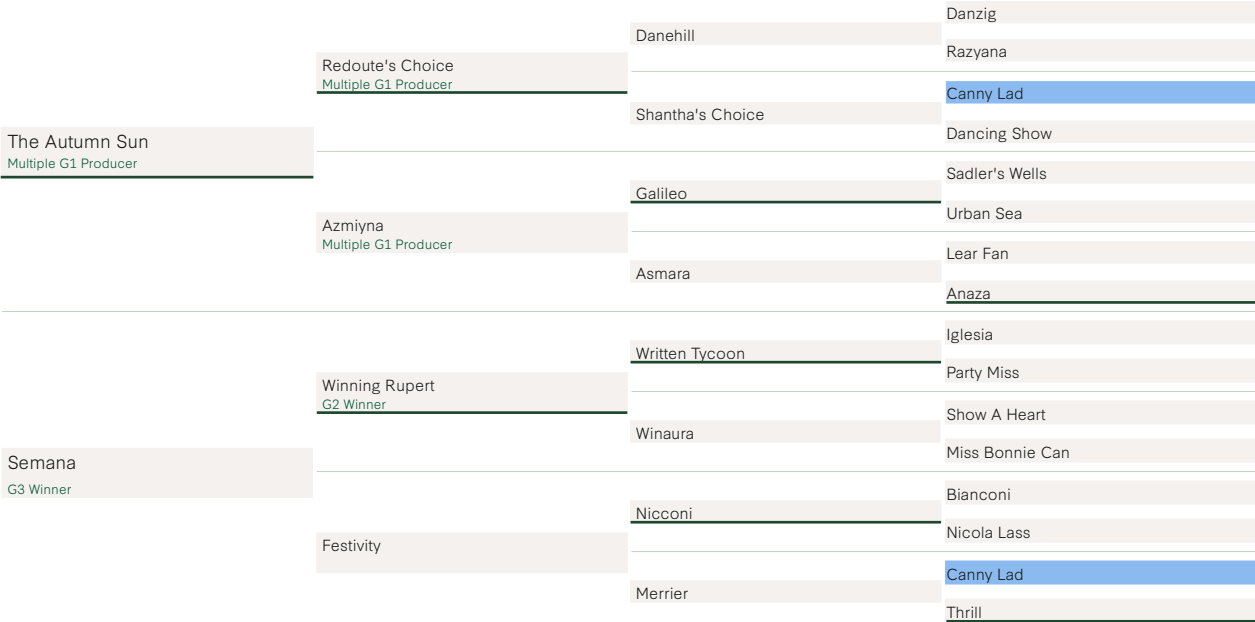 The Autumn Sun
Multiple G1 Producer
Semana
G3 Winner
Redoute's Choice
Multiple G1 Producer
Azmiyna
Multiple G1 Producer
Winning Rupert
G2 Winner
Festivity
Danehill
Shantha's Choice
Galileo
Asmara
Written Tycoon
Winaura
Nicconi
Merrier
Danzig
Razyana
Canny Lad
Dancing Show
Sadler's Wells
Urban Sea
Lear Fan
Anaza
Iglesia
Party Miss
Show A Heart
Miss Bonnie Can
Bianconi
Nicola Lass
Canny Lad
Thrill